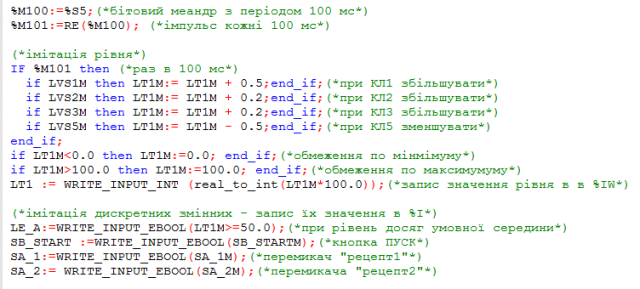 %M100:=%S5;(*бітовий меандр з періодом 100 мс*)
%M101:=RE(%M100); (*імпульс кожні 100 мс*)
(*імітація рівня*)
IF %M101 then (*раз в 100 мс*)
if LVS1M then LT1M:= LT1M + 0.5;end_if;(*при КЛ1 збільшувати*)
if LVS2M then LT1M:= LT1M + 0.2;end_if;(*при КЛ2 збільшувати*)
if LVS3M then LT1M:= LT1M + 0.2;end_if;(*при КЛ3 збільшувати*)
if LVS5M then LT1M:= LT1M - 0.5;end_if;(*при КЛ5 зменшувати*)
end_if;
if LT1M<0.0 then LT1M:=0.0; end_if;(*обмеження по мінмімуму*)
if LT1M>100.0 then LT1M:=100.0; end_if;(*обмеження по максимумуму*)
LT1 := WRITE_INPUT_INT (real_to_int(LT1M*100.0));(*запис значення рівня в в %IW*)
(*імітація дискретних змінних - запис їх значення в %I*)
LE_A:=WRITE_INPUT_EBOOL(LT1M>=50.0);(*при рівень досят умовної середини*)
SB_START :=WRITE_INPUT_EBOOL(SB_STARTM);(*кнопка ПУСК*)
SA_1:=WRITE_INPUT_EBOOL(SA_1M);(*перемикач "рецепт1"*)
SA_2:= WRITE_INPUT_EBOOL(SA_2M);(*перемикача "рецепт2"*)